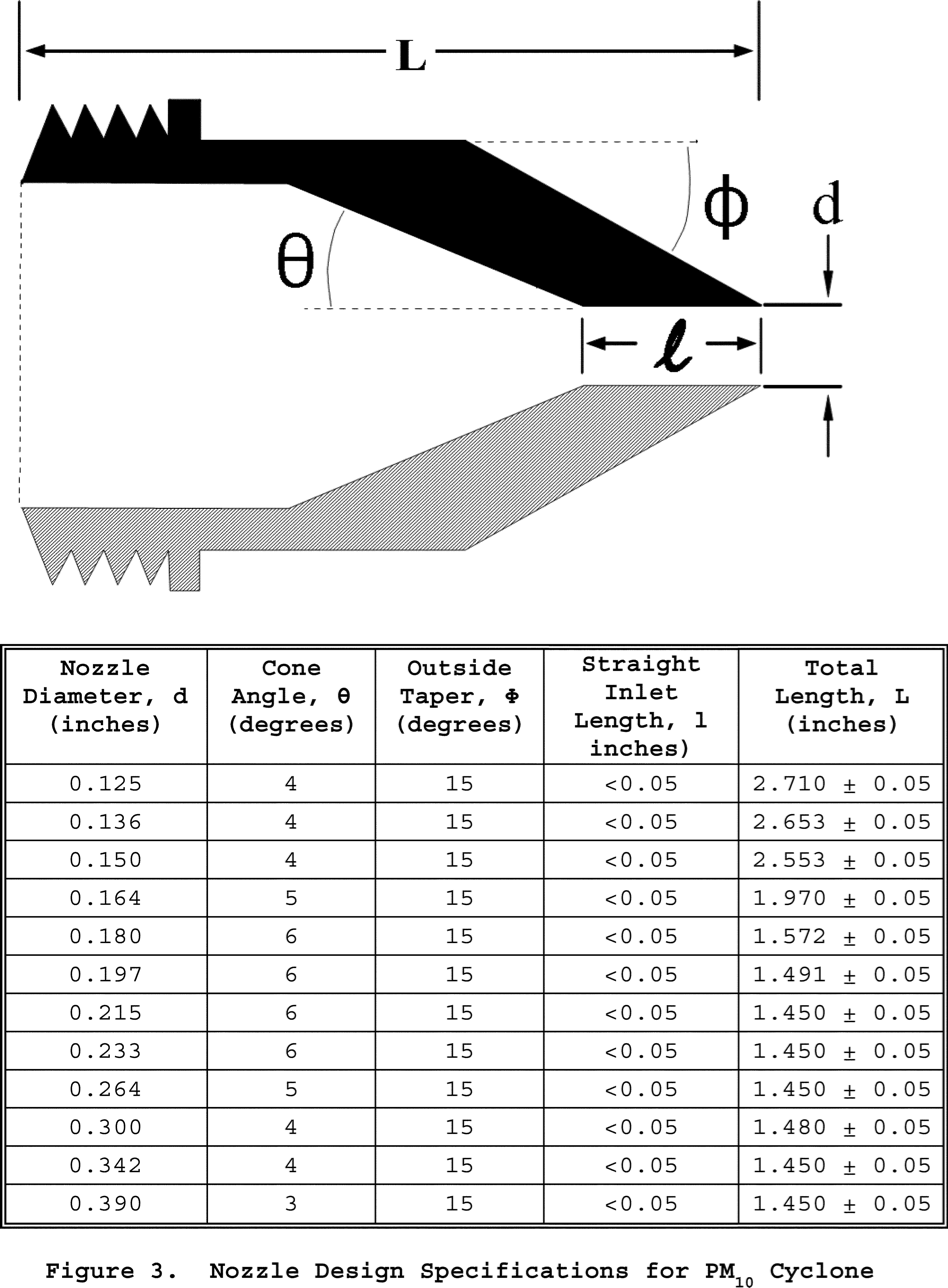 L
ϕ
d
θ
ℓ
Nozzle Diameter, d (inches) Cone Angle, θ (degrees) Outside Taper, Φ (degrees) Straight Inlet Length, l inches) Total Length, L (inches)
0.125 4 15 <0.05 2.710 ± 0.05
0.136 4 15 <0.05 2.653 ± 0.05
0.150 4 15 <0.05 2.553 ± 0.05
0.164 5 15 <0.05 1.970 ± 0.05
0.180 6 15 <0.05 1.572 ± 0.05
0.197 6 15 <0.05 1.491 ± 0.05
0.215 6 15 <0.05 1.450 ± 0.05
0.233 6 15 <0.05 1.450 ± 0.05
0.264 5 15 <0.05 1.450 ± 0.05
0.300 4 15 <0.05 1.480 ± 0.05
0.342 4 15 <0.05 1.450 ± 0.05
0.390 3 15 <0.05 1.450 ± 0.05
Figure 3. Nozzle Design Specifications for PM₁₀ Cyclone